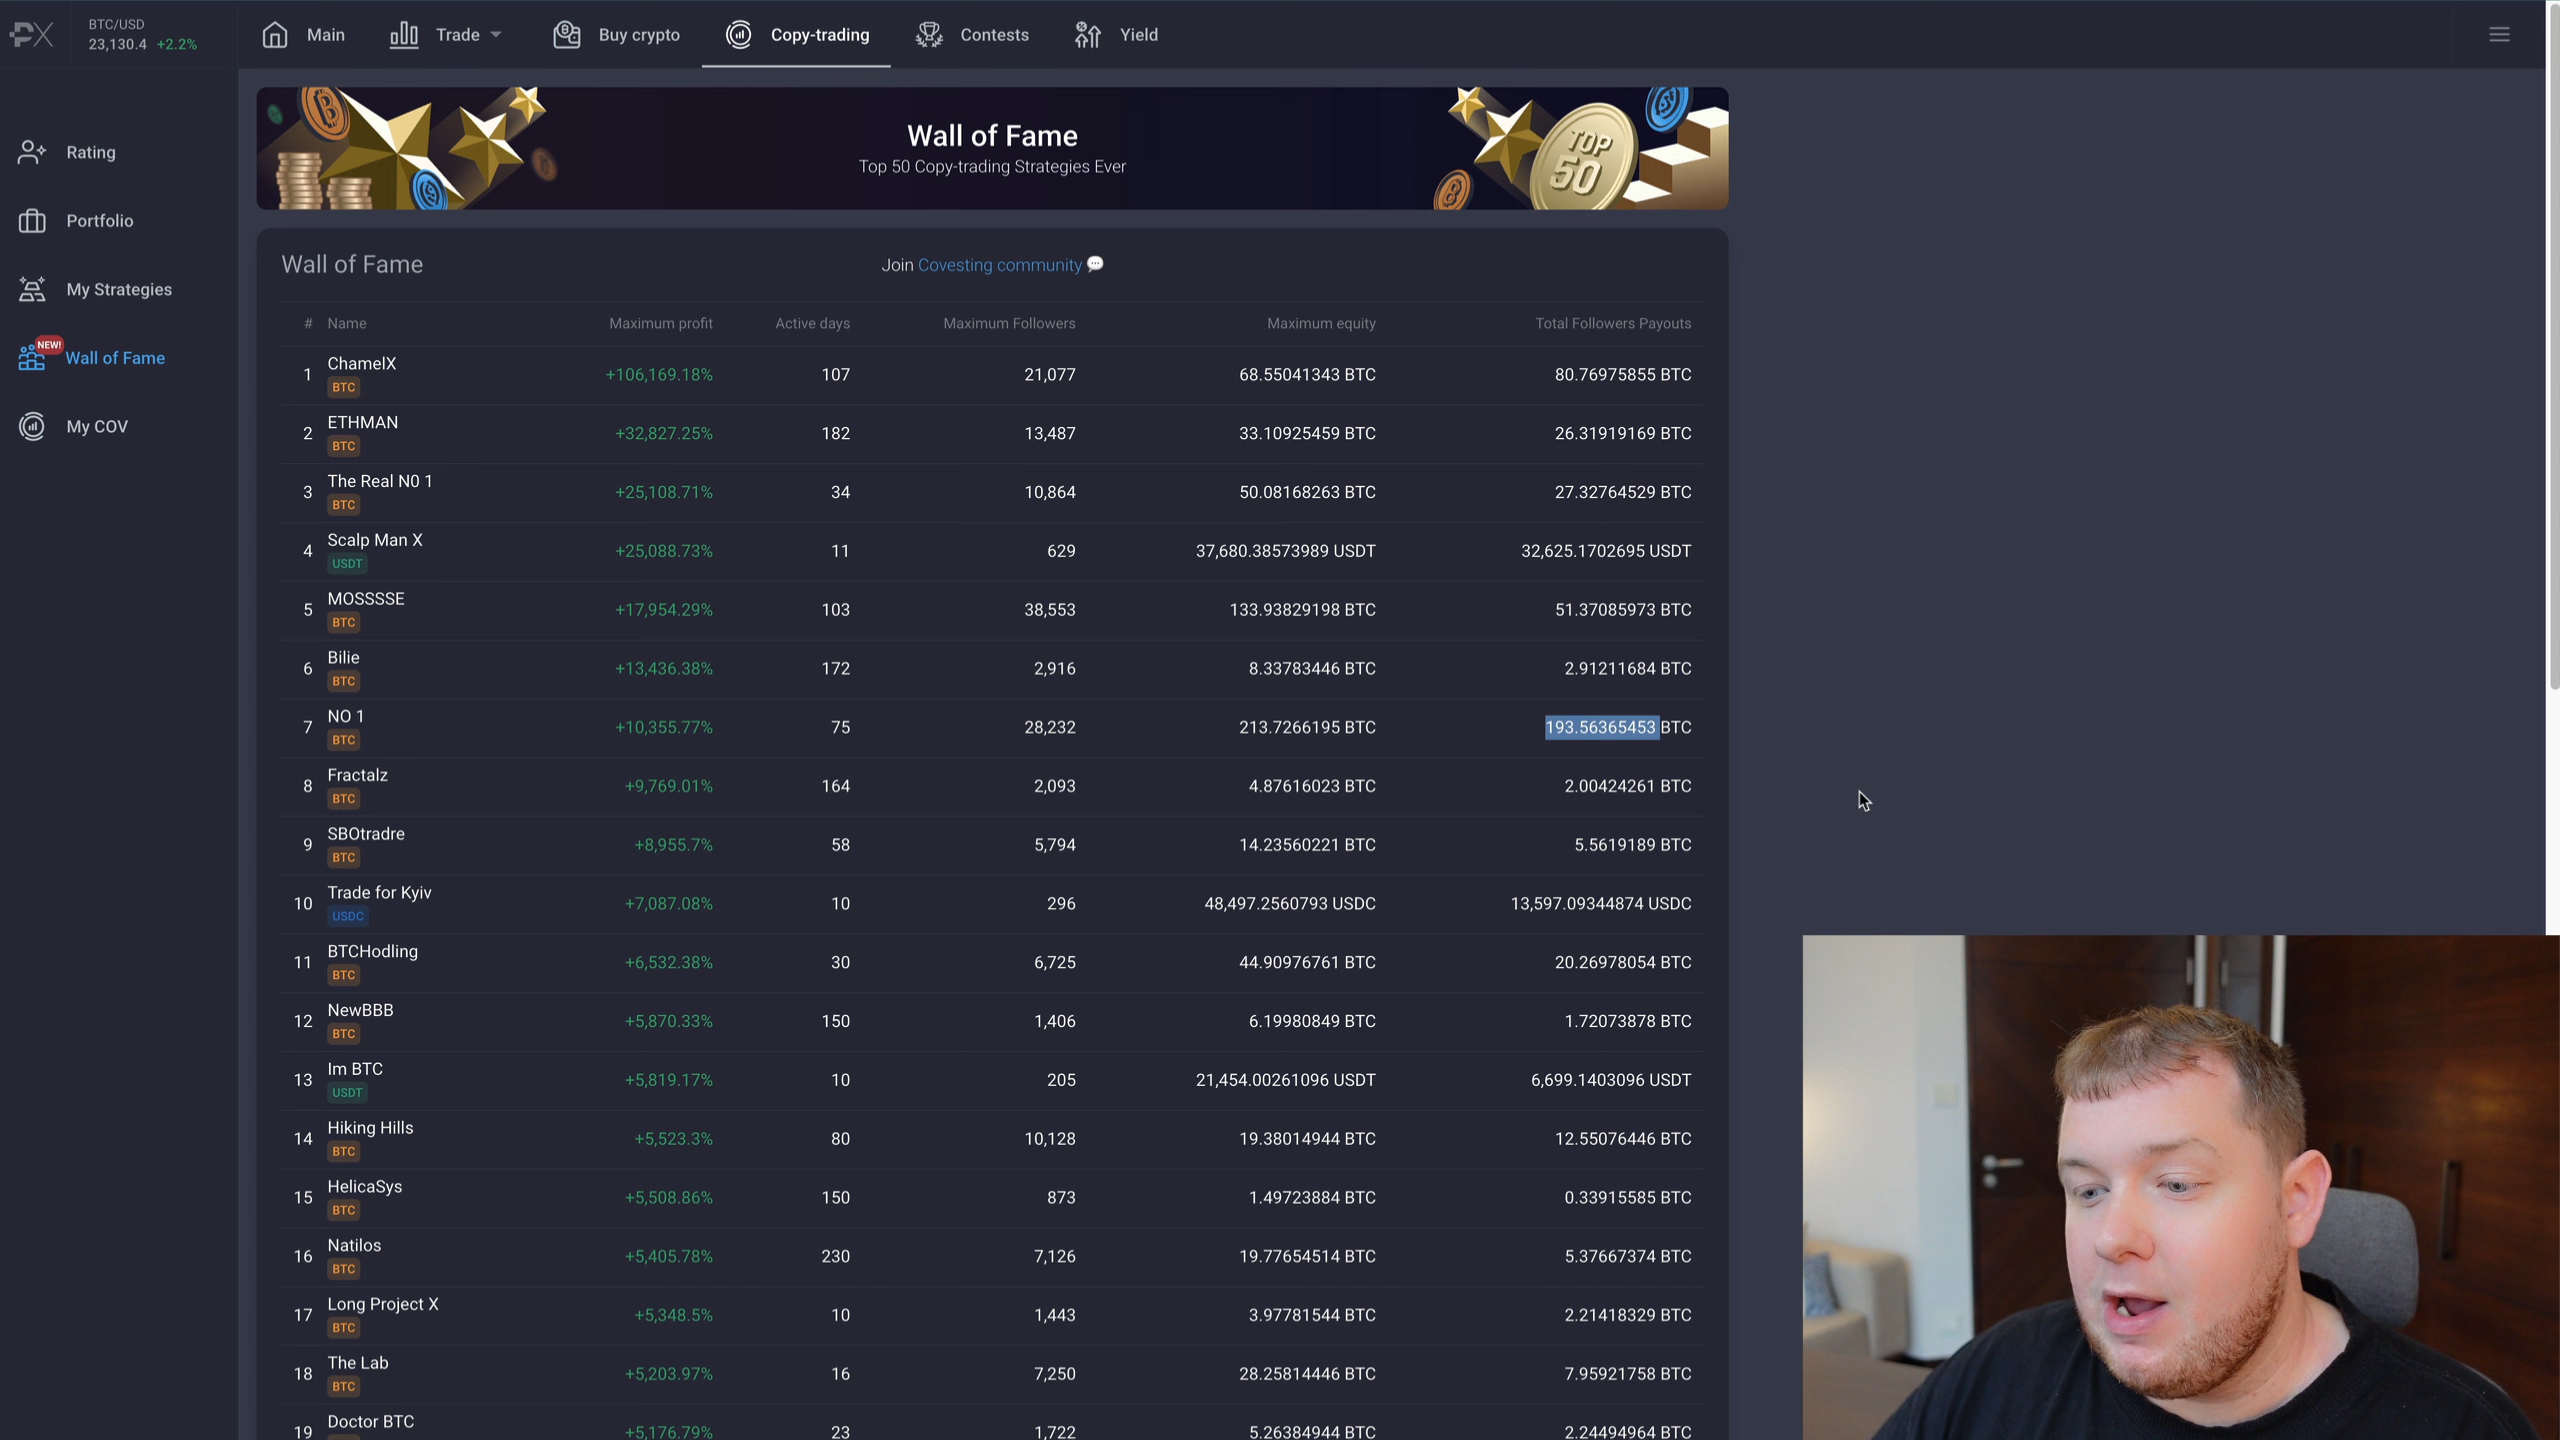 PX
BTC/USD
23,130.4 +2.2%
Main
Trade
Buy crypto
Copy-trading
Contests
Yield
Rating
Portfolio
My Strategies
NEW!
Wall of Fame
My COV
Wall of Fame
Top 50 Copy-trading Strategies Ever
TOP
50
Wall of Fame
Join Covesting community
# Name Maximum profit Active days Maximum Followers Maximum equity Total Followers Payouts
1 ChamelX BTC +106,169.18% 107 21,077 68.55041343 BTC 80.76975855 BTC
2 ETHMAN BTC +32,827.25% 182 13,487 33.10925459 BTC 26.31919169 BTC
3 The Real N0 1 BTC +25,108.71% 34 10,864 50.08168263 BTC 27.32764529 BTC
4 Scalp Man X USDT +25,088.73% 11 629 37,680.38573989 USDT 32,625.1702695 USDT
5 MOSSSSE BTC +17,954.29% 103 38,553 133.93829198 BTC 51.37085973 BTC
6 Bilie BTC +13,436.38% 172 2,916 8.33783446 BTC 2.91211684 BTC
7 NO 1 BTC +10,355.77% 75 28,232 213.7266195 BTC 193.56365453 BTC
8 Fractalz BTC +9,769.01% 164 2,093 4.87616023 BTC 2.00424261 BTC
9 SBOtradre BTC +8,955.7% 58 5,794 14.23560221 BTC 5.5619189 BTC
10 Trade for Kyiv USDC +7,087.08% 10 296 48,497.2560793 USDC 13,597.09344874 USDC
11 BTCHodling BTC +6,532.38% 30 6,725 44.90976761 BTC 20.26978054 BTC
12 NewBBB BTC +5,870.33% 150 1,406 6.19980849 BTC 1.72073878 BTC
13 Im BTC USDT +5,819.17% 10 205 21,454.00261096 USDT 6,699.1403096 USDT
14 Hiking Hills BTC +5,523.3% 80 10,128 19.38014944 BTC 12.55076446 BTC
15 HelicaSys BTC +5,508.86% 150 873 1.49723884 BTC 0.33915585 BTC
16 Natilos BTC +5,405.78% 230 7,126 19.77654514 BTC 5.37667374 BTC
17 Long Project X BTC +5,348.5% 10 1,443 3.97781544 BTC 2.21418329 BTC
18 The Lab BTC +5,203.97% 16 7,250 28.25814446 BTC 7.95921758 BTC
19 Doctor BTC +5,176.79% 23 1,722 5.26384944 BTC 2.24494964 BTC